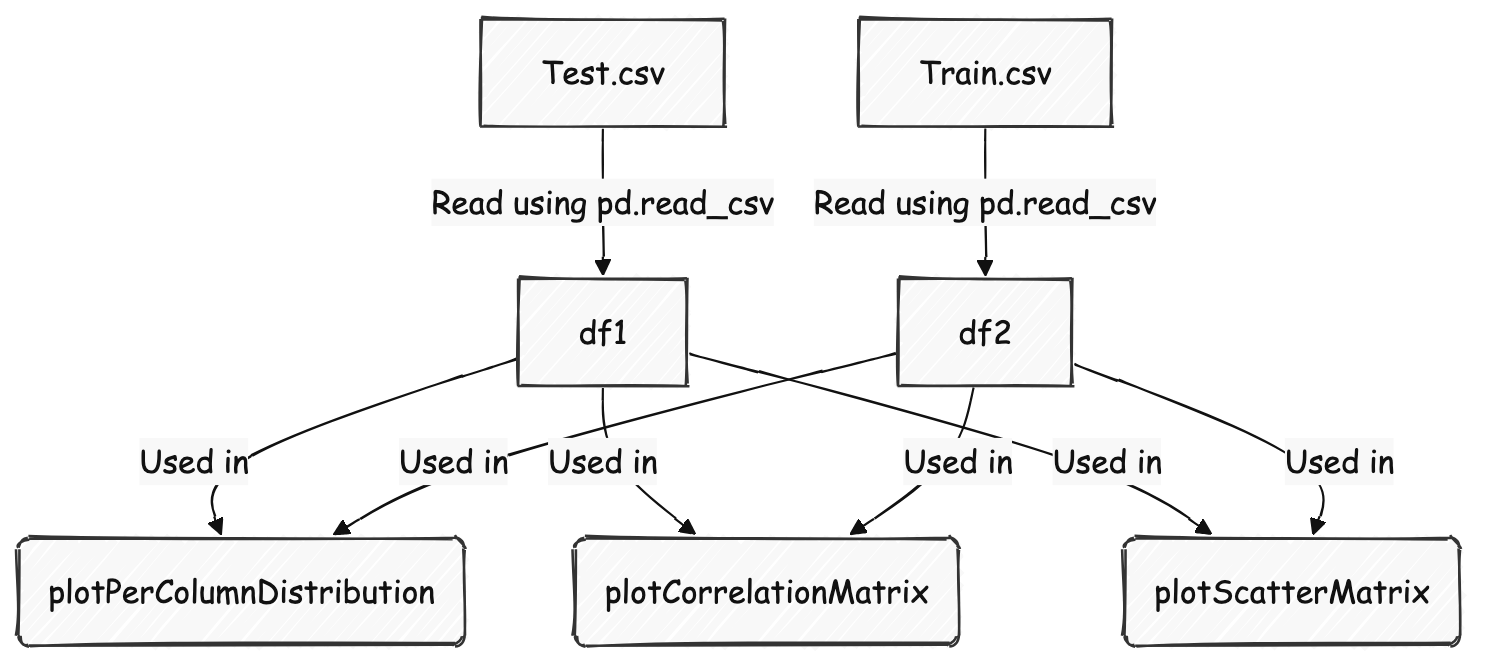 Test.csv
Train.csv
Read using pd.read_csv
Read using pd.read_csv
df1
df2
Used in
Used in
Used in
Used in
Used in
Used in
plotPerColumnDistribution
plotCorrelationMatrix
plotScatterMatrix